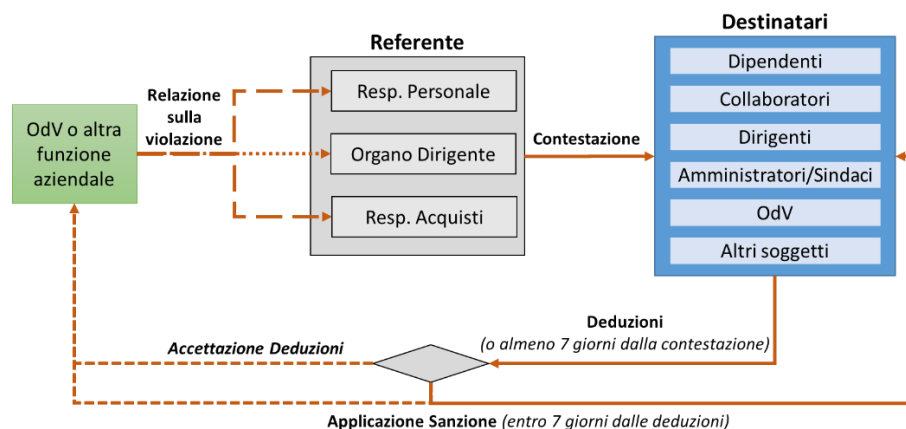 Destinatari
Referente
Dipendenti
Resp. Personale
Collaboratori
Relazione
sulla
violazione
OdV o altra
funzione
aziendale
Contestazione
Dirigenti
Organo Dirigente
Amministratori/Sindaci
Resp. Acquisti
OdV
Altri soggetti
Deduzioni
(o almeno 7 giorni dalla contestazione)
Accettazione Deduzioni
Applicazione Sanzione (entro 7 giorni dalle deduzioni)